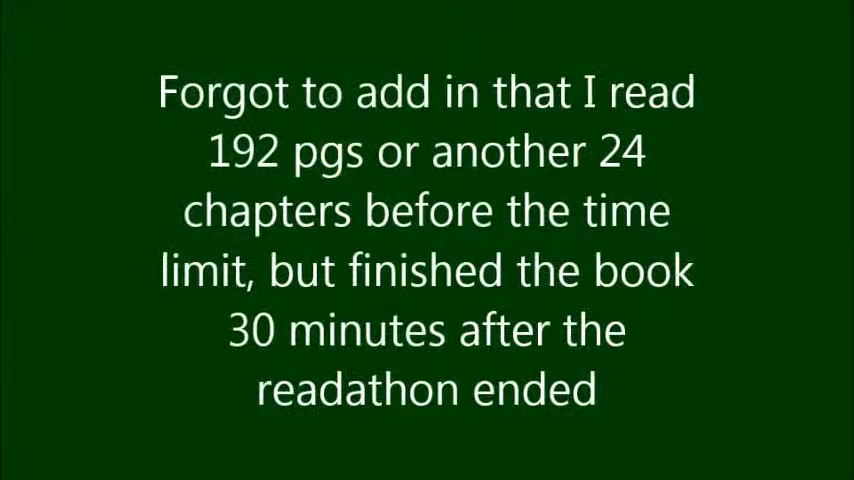 Forgot to add in that I read
192 pgs or another 24
chapters before the time
limit, but finished the book
30 minutes after the
readathon ended